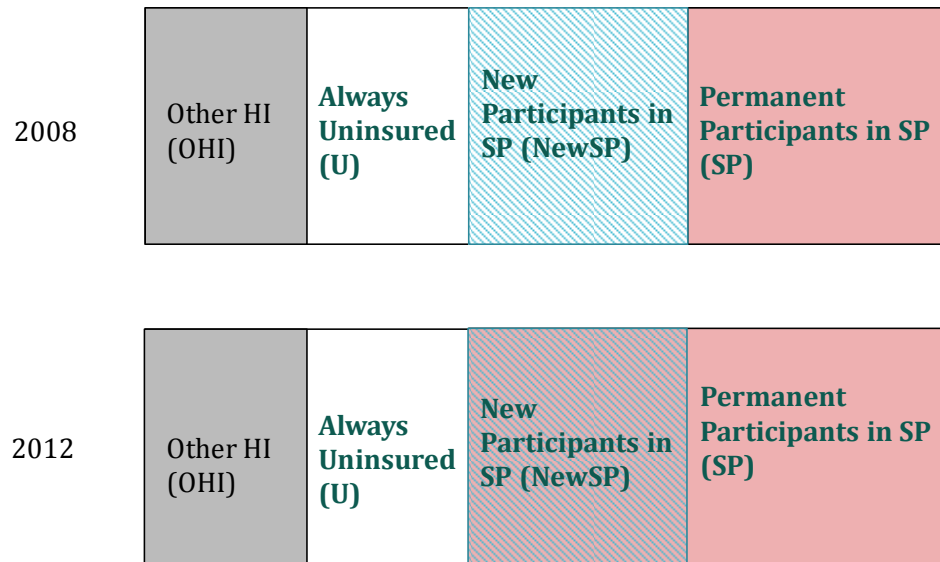 2008
Other HI
(OHI)
Always
Uninsured
(U)
New
Participants in
SP (NewSP)
Permanent
Participants in SP
(SP)
2012
Other HI
(OHI)
Always
Uninsured
(U)
New
Participants in
SP (NewSP)
Permanent
Participants in SP
(SP)